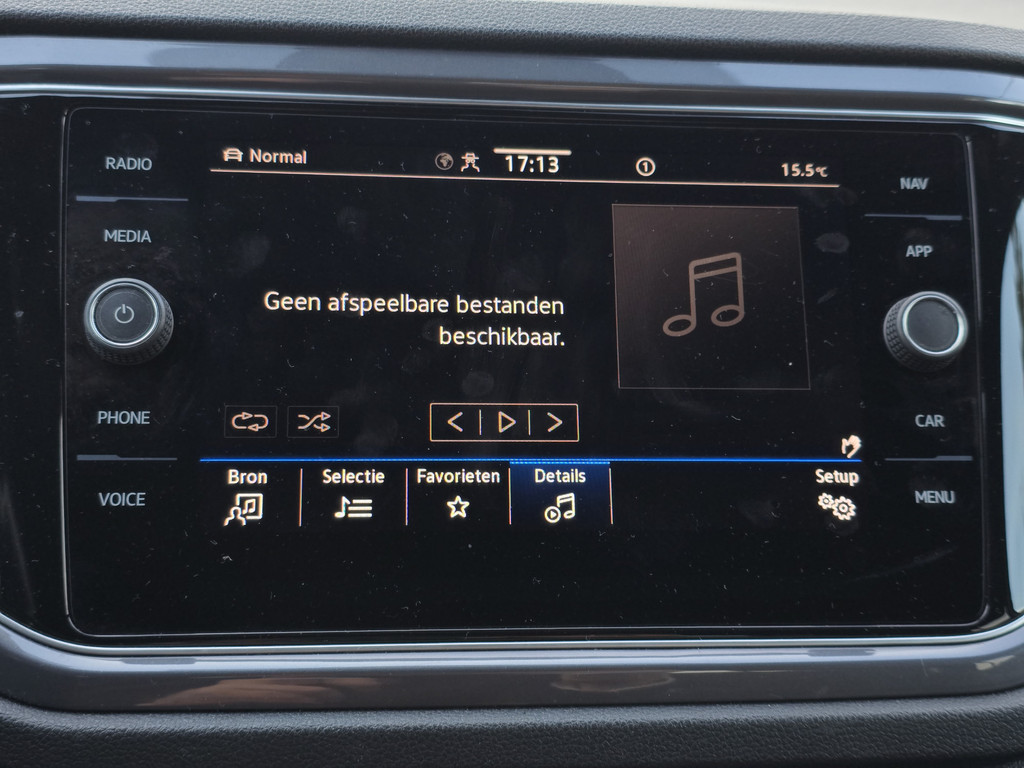 RADIO
MEDIA
PHONE
VOICE
Normal
17:13
1
15.5°C
Geen afspeelbare bestanden
beschikbaar.
Bron
Selectie
Favorieten
Details
Setup
NAV
APP
CAR
MENU